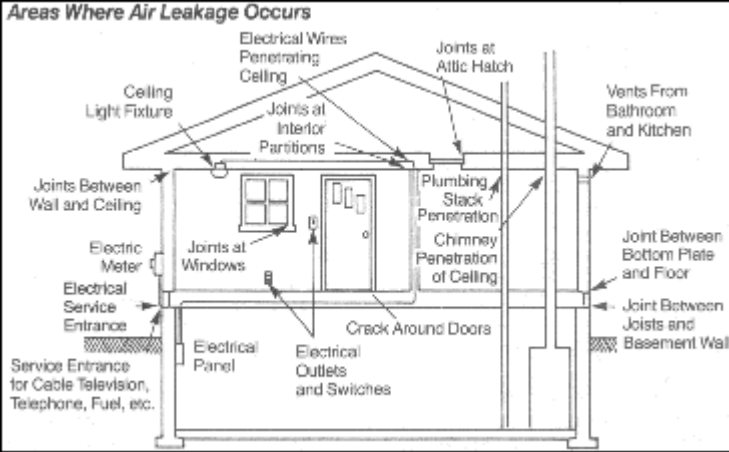 Areas Where Air Leakage Occurs
Electrical Wires
Penetrating
Ceiling
Joints at
Attic Hatch
Ceiling
Light Fixture
Joints at
Interior
Partitions
Vents From
Bathroom
and Kitchen
Joints Between
Wall and Ceiling
Plumbing
Stack
Penetration
Electric
Meter
Joints at
Windows
Chimney
Penetration
of Ceiling
Joint Between
Bottom Plate
and Floor
Electrical
Service
Entrance
Crack Around Doors
Joint Between
Joists and
Basement Wall
Service Entrance
for Cable Television,
Telephone, Fuel, etc.
Electrical
Panel
Electrical
Outlets
and Switches